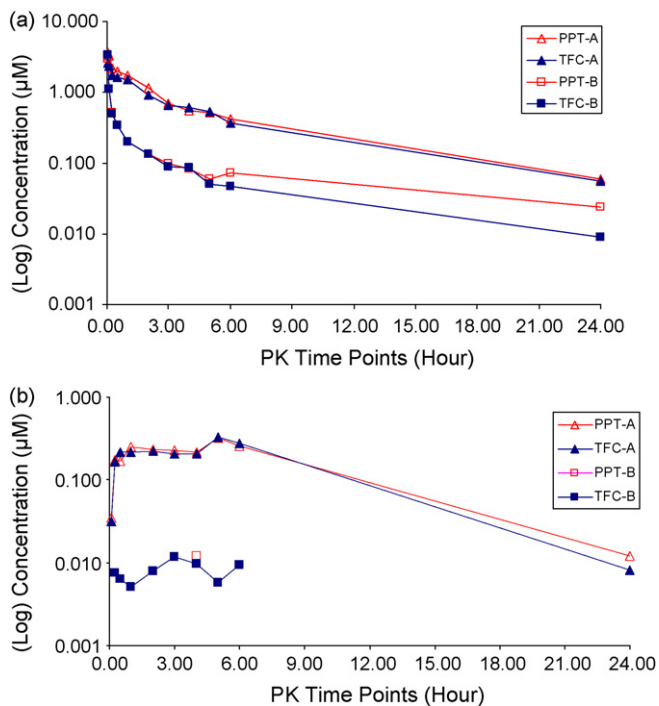 (a)
10.000
1.000
0.100
0.010
0.001
(Log) Concentration (µM)
PPT-A
TFC-A
PPT-B
TFC-B
0.00 3.00 6.00 9.00 12.00 15.00 18.00 21.00 24.00
PK Time Points (Hour)
(b)
1.000
0.100
0.010
0.001
(Log) Concentration (µM)
PPT-A
TFC-A
PPT-B
TFC-B
0.00 3.00 6.00 9.00 12.00 15.00 18.00 21.00 24.00
PK Time Points (Hour)